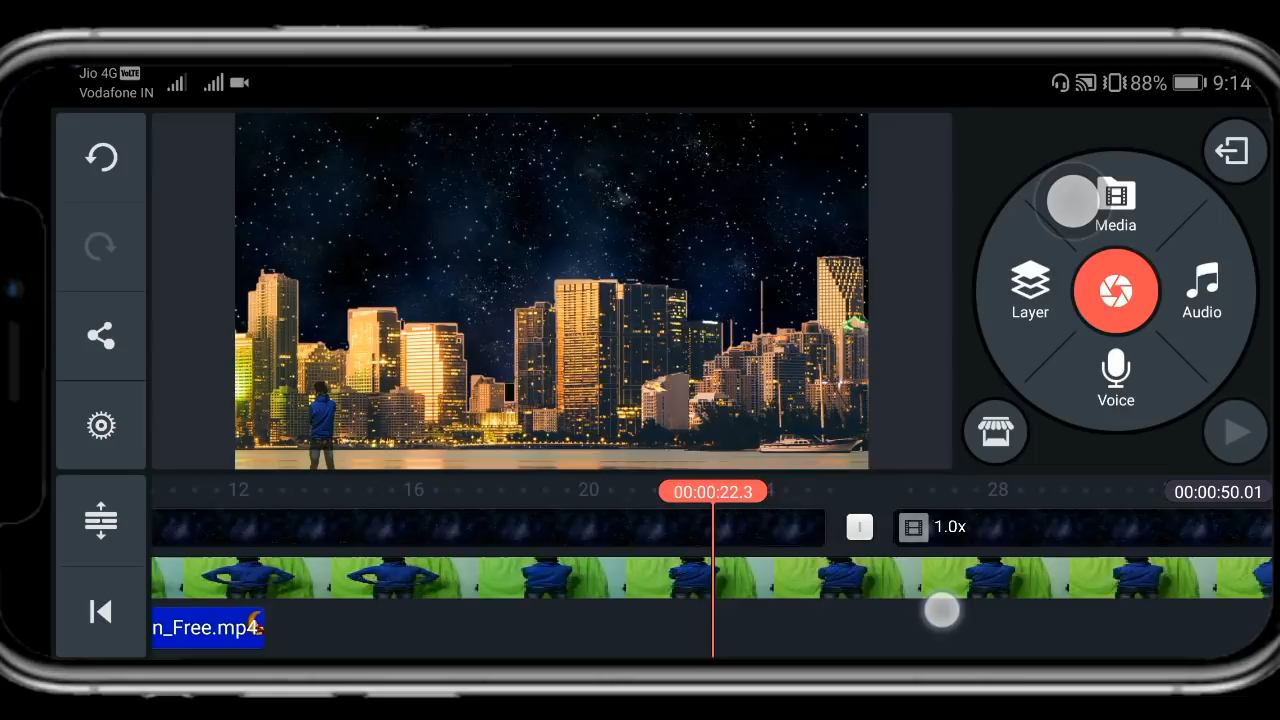 Jio 4G VoLTE
Vodafone IN
88% 9:14
Media
Layer
Audio
Voice
12 16 20 00:00:22.3 4 28 00:00:50.01
1.0x
n_Free.mp4